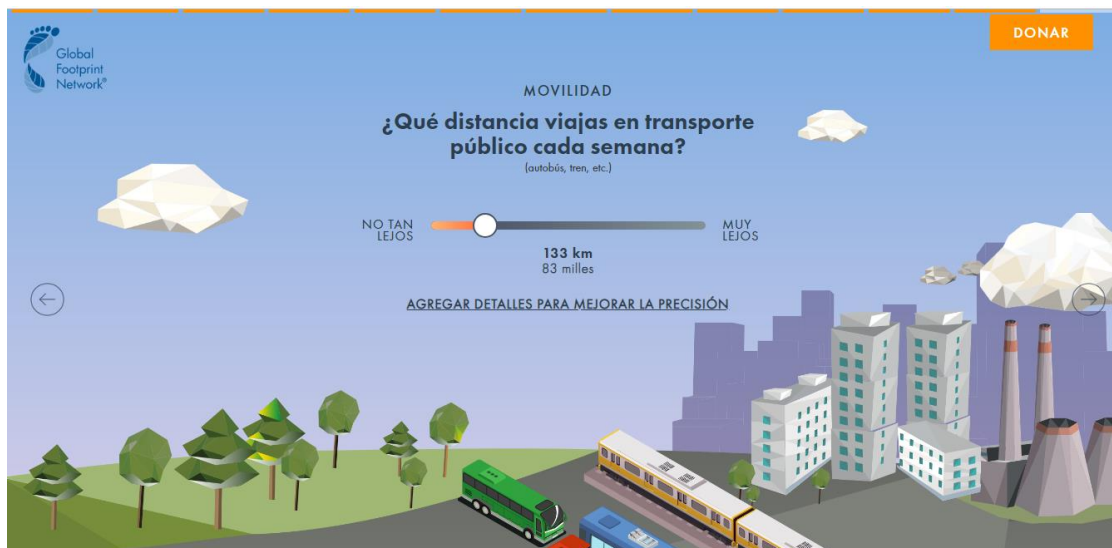 DONAR
Global
Footprint
Network®
MOVILIDAD
¿Qué distancia viajas en transporte
público cada semana?
(autobús, tren, etc.)
NO TAN
LEJOS
MUY
LEJOS
133 km
83 milles
AGREGAR DETALLES PARA MEJORAR LA PRECISIÓN